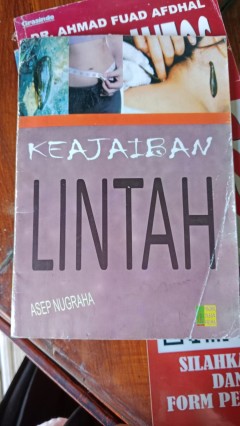 Grasindo
DR. AHMAD FUAD AFDHAL
KEAJAIBAN
LINTAH
ASEP NUGRAHA
SILAHKA
DAN
FORM PE